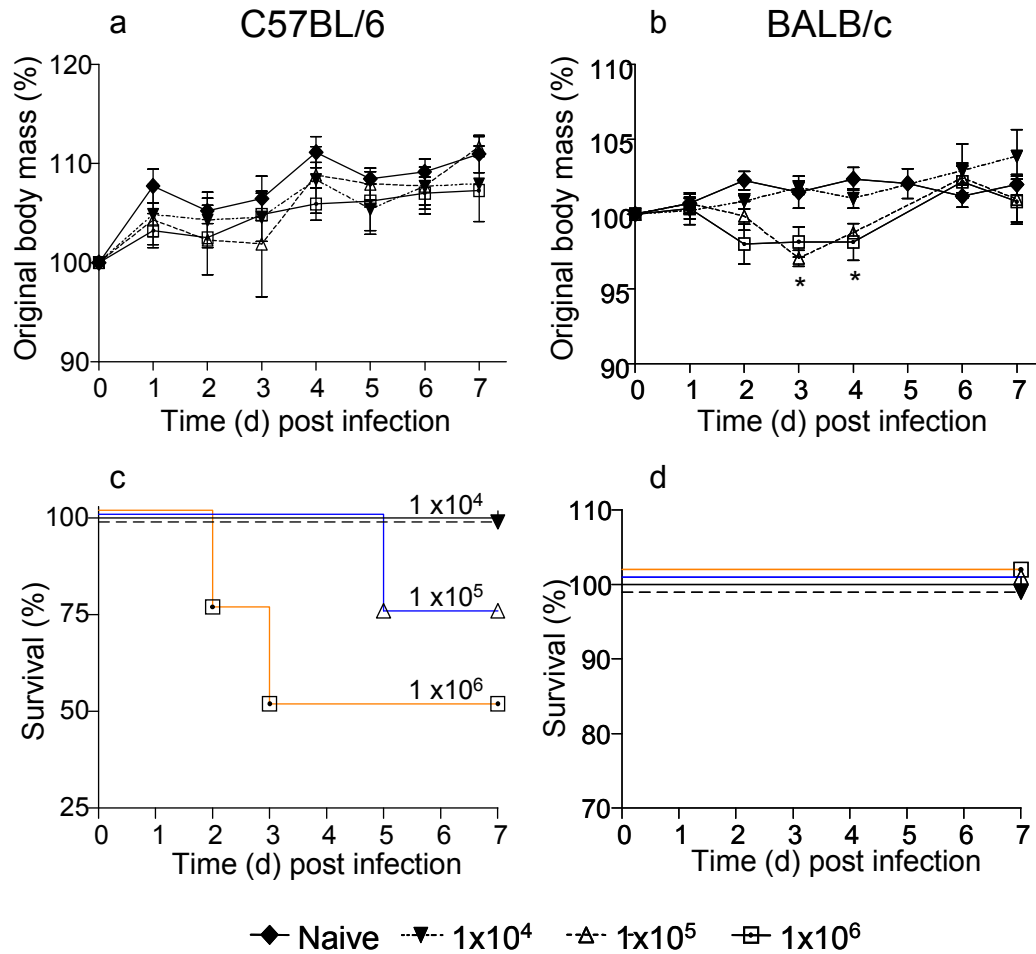 a C57BL/6
Original body mass (%)
120
110
100
90
0 1 2 3 4 5 6 7
Time (d) post infection
b BALB/c
Original body mass (%)
110
105
100
95
90
* *
0 1 2 3 4 5 6 7
Time (d) post infection
c
Survival (%)
100
75
50
25
1 x10⁴
1 x10⁵
1 x10⁶
0 1 2 3 4 5 6 7
Time (d) post infection
d
Survival (%)
110
100
90
80
70
0 1 2 3 4 5 6 7
Time (d) post infection
Naive 1x10⁴ 1x10⁵ 1x10⁶